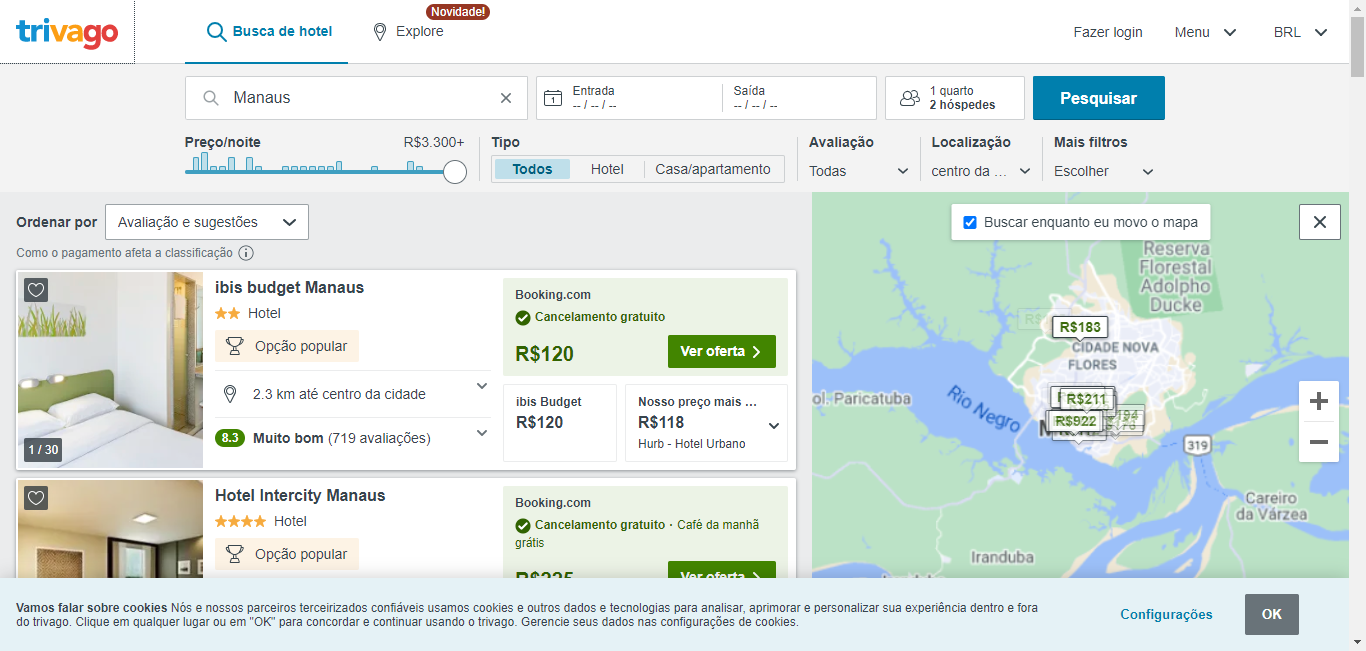 trivago
Busca de hotel
Novidade!
Explore
Fazer login
Menu
BRL
Manaus
Entrada
-- / -- / --
Saída
-- / -- / --
1 quarto
2 hóspedes
Pesquisar
Preço/noite
R$3.300+
Tipo
Todos
Hotel
Casa/apartamento
Avaliação
Todas
Localização
centro da ...
Mais filtros
Escolher
Ordenar por
Avaliação e sugestões
Como o pagamento afeta a classificação
1 / 30
ibis budget Manaus
Hotel
Opção popular
2.3 km até centro da cidade
8.3 Muito bom (719 avaliações)
Booking.com
Cancelamento gratuito
R$120
Ver oferta
ibis Budget
R$120
Nosso preço mais ...
R$118
Hurb - Hotel Urbano
Hotel Intercity Manaus
Hotel
Opção popular
Booking.com
Cancelamento gratuito · Café da manhã
grátis
R$225
Ver oferta
Buscar enquanto eu movo o mapa
Reserva
Florestal
Adolpho
Ducke
R$183
CIDADE NOVA
FLORES
ol. Paricatuba
Rio Negro
R$211
R$922
319
Careiro
da Várzea
Iranduba
Vamos falar sobre cookies Nós e nossos parceiros terceirizados confiáveis usamos cookies e outros dados e tecnologias para analisar, aprimorar e personalizar sua experiência dentro e fora
do trivago. Clique em qualquer lugar ou em "OK" para concordar e continuar usando o trivago. Gerencie seus dados nas configurações de cookies.
Configurações
OK